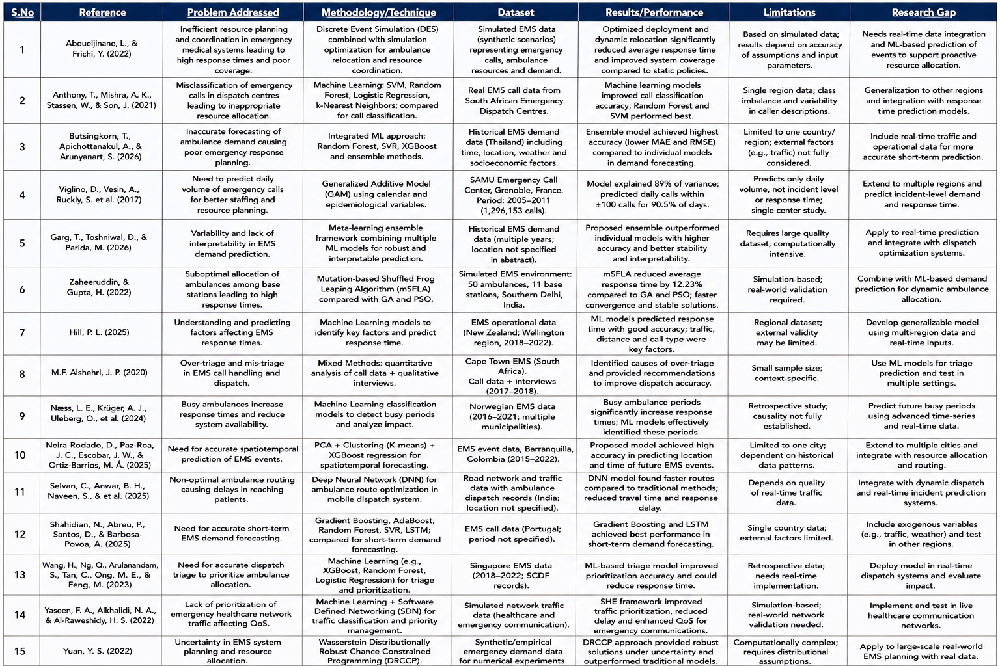 S.No Reference Problem Addressed Methodology/Technique Dataset Results/Performance Limitations Research Gap
1
Aboueljinane, L., &
Frichi, Y. (2022)
Inefficient resource planning
and coordination in emergency
medical systems leading to
high response times and poor
coverage.
Discrete Event Simulation (DES)
combined with simulation
optimization for ambulance
relocation and resource
coordination.
Simulated EMS data
(synthetic scenarios)
representing emergency
calls, ambulance
resources and demand.
Optimized deployment and
dynamic relocation significantly
reduced average response time
and improved system coverage
compared to static policies.
Based on simulated data;
results depend on accuracy
of assumptions and input
parameters.
Needs real-time data integration
and ML-based prediction of
events to support proactive
resource allocation.
2
Anthony, T., Mishra, A. K.,
Stassen, W., & Son, J. (2021)
Misclassification of emergency
calls in dispatch centres
leading to inappropriate
resource allocation.
Machine Learning: SVM, Random
Forest, Logistic Regression,
k-Nearest Neighbors; compared
for call classification.
Real EMS call data from
South African Emergency
Dispatch Centres.
Machine learning models
improved call classification
accuracy; Random Forest and
SVM performed best.
Single region data; class
imbalance and variability
in caller descriptions.
Generalization to other regions
and integration with response
time prediction models.
3
Butsingkorn, T.,
Apichottanakul, A., &
Arunyanart, S. (2026)
Inaccurate forecasting of
ambulance demand causing
poor emergency response
planning.
Integrated ML approach:
Random Forest, SVR, XGBoost
and ensemble methods.
Historical EMS demand
data (Thailand) including
time, location, weather and
socioeconomic factors.
Ensemble model achieved highest
accuracy (lower MAE and RMSE)
compared to individual models
in demand forecasting.
Limited to one country/
region; external factors
(e.g., traffic) not fully
considered.
Include real-time traffic and
operational data for more
accurate short-term prediction.
4
Viglino, D., Vesin, A.,
Ruckly, S. et al. (2017)
Need to predict daily
volume of emergency calls
for better staffing and
resource planning.
Generalized Additive Model
(GAM) using calendar and
epidemiological variables.
SAMU Emergency Call
Center, Grenoble, France.
Period: 2005–2011
(1,296,153 calls).
Model explained 89% of variance;
predicted daily calls within
±100 calls for 90.5% of days.
Predicts only daily
volume, not incident level
or response time;
single center study.
Extend to multiple regions and
predict incident-level demand
and response time.
5
Garg, T., Toshniwal, D., &
Parida, M. (2026)
Variability and lack of
interpretability in EMS
demand prediction.
Meta-learning ensemble
framework combining multiple
ML models for robust and
interpretable prediction.
Historical EMS demand
data (multiple years;
location not specified
in abstract).
Proposed ensemble outperformed
individual models with higher
accuracy and better stability
and interpretability.
Requires large quality
dataset; computationally
intensive.
Apply to real-time prediction
and integrate with dispatch
optimization systems.
6
Zaheeruddin, &
Gupta, H. (2022)
Suboptimal allocation of
ambulances among base
stations leading to high
response times.
Mutation-based Shuffled Frog
Leaping Algorithm (mSFLA)
compared with GA and PSO.
Simulated EMS environment:
50 ambulances, 11 base
stations, Southern Delhi,
India.
mSFLA reduced average
response time by 12.23%
compared to GA and PSO; faster
convergence and stable solutions.
Simulation-based;
real-world validation
required.
Combine with ML-based demand
prediction for dynamic ambulance
allocation.
7
Hill, P. L. (2025)
Understanding and predicting
factors affecting EMS
response times.
Machine Learning models to
identify key factors and predict
response time.
EMS operational data
(New Zealand; Wellington
region, 2018–2022).
ML models predicted response
time with good accuracy; traffic,
distance and call type were
key factors.
Regional dataset;
external validity
may be limited.
Develop generalizable model
using multi-region data and
real-time inputs.
8
M.F. Alshehri, J. P. (2020)
Over-triage and mis-triage
in EMS call handling and
dispatch.
Mixed Methods: quantitative
analysis of call data + qualitative
interviews.
Cape Town EMS (South
Africa).
Call data + interviews
(2017–2018).
Identified causes of over-triage
and provided recommendations
to improve dispatch accuracy.
Small sample size;
context-specific.
Use ML models for triage
prediction and test in
multiple settings.
9
Næss, L. E., Krüger, A. J.,
Uleberg, O., et al. (2024)
Busy ambulances increase
response times and reduce
system availability.
Machine Learning classification
models to detect busy periods
and analyze impact.
Norwegian EMS data
(2016–2021; multiple
municipalities).
Busy ambulance periods
significantly increase response
times; ML models effectively
identified these periods.
Retrospective study;
causality not fully
established.
Predict future busy periods
using advanced time-series
and real-time data.
10
Neira-Rodado, D., Paz-Roa,
J. C., Escobar, J. W., &
Ortiz-Barrios, M. Á. (2025)
Need for accurate spatiotemporal
prediction of EMS events.
PCA + Clustering (K-means) +
XGBoost regression for
spatiotemporal forecasting.
EMS event data, Barranquilla,
Colombia (2015–2022).
Proposed model achieved high
accuracy in predicting location
and time of future EMS events.
Limited to one city;
dependent on historical
data patterns.
Extend to multiple cities and
integrate with resource allocation
and routing.
11
Selvan, C., Anwar, B. H.,
Naveen, S., & et al. (2025)
Non-optimal ambulance routing
causing delays in reaching
patients.
Deep Neural Network (DNN) for
ambulance route optimization in
mobile dispatch system.
Road network and traffic
data with ambulance
dispatch records (India;
location not specified).
DNN model found faster routes
compared to traditional methods;
reduced travel time and response
delay.
Depends on quality
of real-time traffic
data.
Integrate with dynamic dispatch
and real-time incident prediction
systems.
12
Shahidian, N., Abreu, P.,
Santos, D., & Barbosa-
Povoa, A. (2025)
Need for accurate short-term
EMS demand forecasting.
Gradient Boosting, AdaBoost,
Random Forest, SVR, LSTM;
compared for short-term demand
forecasting.
EMS call data (Portugal;
period not specified).
Gradient Boosting and LSTM
achieved best performance in
short-term demand forecasting.
Single country data;
external factors limited.
Include exogenous variables
(e.g., traffic, weather) and test
in other regions.
13
Wang, H., Ng, Q., Arulanandam,
S., Tan, C., Ong, M. E., &
Feng, M. (2023)
Need for accurate dispatch
triage to prioritize ambulance
allocation.
Machine Learning (e.g.,
XGBoost, Random Forest,
Logistic Regression) for triage
and prioritization.
Singapore EMS data
(2018–2022; SCDF
records).
ML-based triage model improved
prioritization accuracy and could
reduce response time.
Retrospective data;
needs real-time
implementation.
Deploy model in real-time
dispatch systems and evaluate
impact.
14
Yaseen, F. A., Alkhalidi, N. A.,
& Al-Raweshidy, H. S. (2022)
Lack of prioritization of
emergency healthcare network
traffic affecting QoS.
Machine Learning + Software
Defined Networking (SDN) for
traffic classification and priority
management.
Simulated network traffic
data (healthcare and
emergency communication).
SHE framework improved
traffic prioritization, reduced
delay and enhanced QoS for
emergency communications.
Simulation-based;
real-world network
validation needed.
Implement and test in live
healthcare communication
networks.
15
Yuan, Y. S. (2022)
Uncertainty in EMS system
planning and resource
allocation.
Wasserstein Distributionally
Robust Chance Constrained
Programming (DRCCP).
Synthetic/empirical
emergency demand data
for numerical experiments.
DRCCP approach provided robust
solutions under uncertainty and
outperformed traditional models.
Computationally complex;
requires distributional
assumptions.
Apply to large-scale real-world
EMS planning with real data.